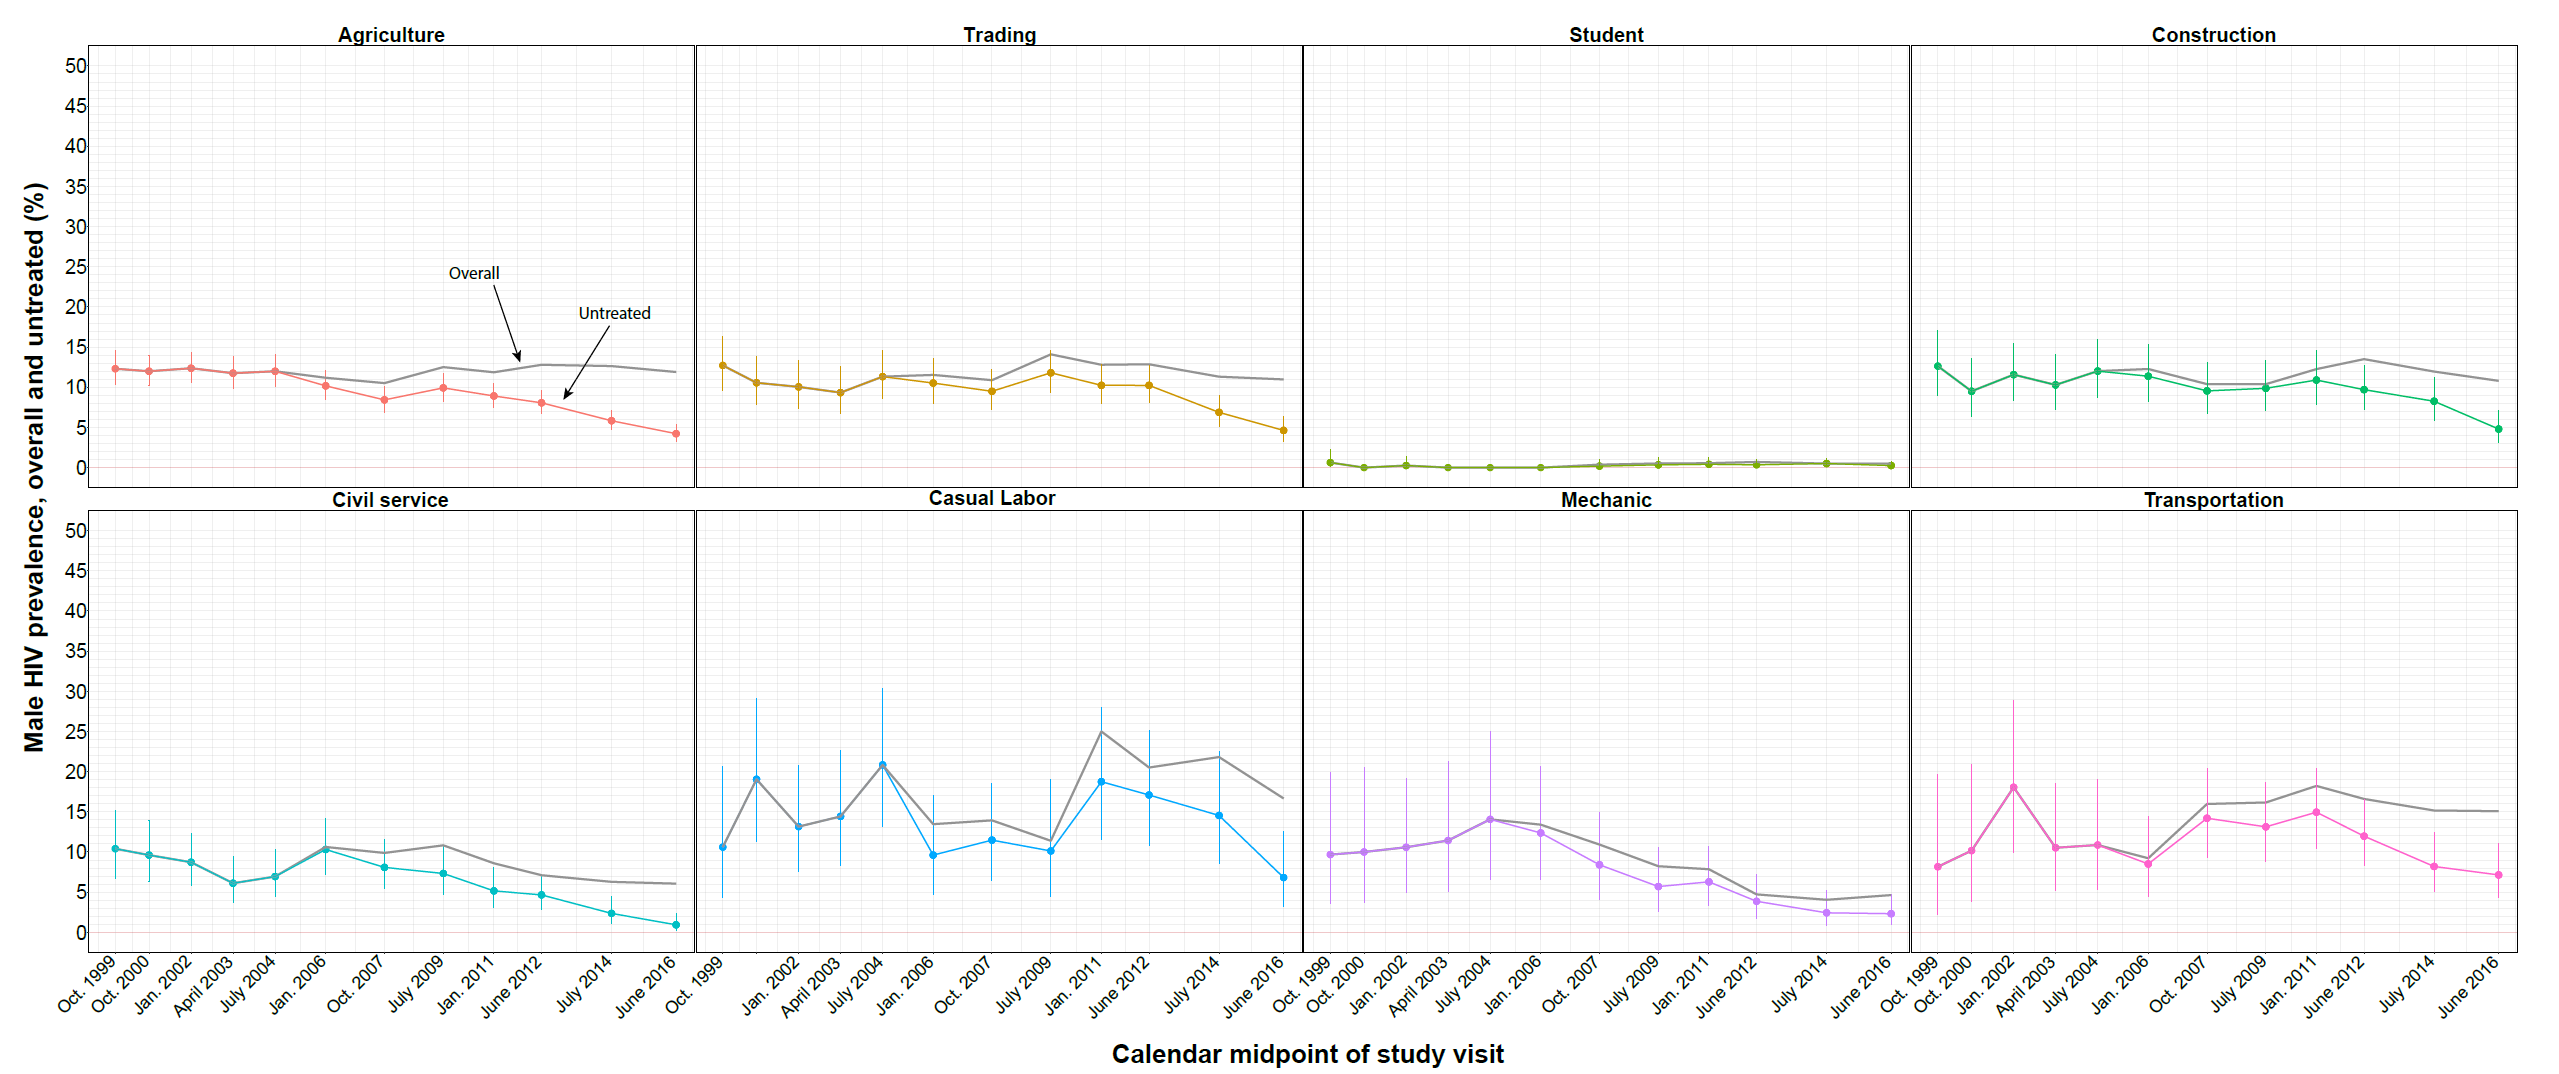 Agriculture
Trading
Student
Construction
Male HIV prevalence, overall and untreated (%)
50
45
40
35
30
25
20
15
10
5
0
Overall
Untreated
Civil service
Casual Labor
Mechanic
Transportation
50
45
40
35
30
25
20
15
10
5
0
Oct. 1999
Oct. 2000
Jan. 2002
April 2003
July 2004
Jan. 2006
Oct. 2007
July 2009
Jan. 2011
June 2012
July 2014
June 2016
Oct. 1999
Jan. 2002
April 2003
July 2004
Jan. 2006
Oct. 2007
July 2009
Jan. 2011
June 2012
July 2014
June 2016
Oct. 1999
Oct. 2000
Jan. 2002
April 2003
July 2004
Jan. 2006
Oct. 2007
July 2009
Jan. 2011
June 2012
July 2014
June 2016
Oct. 1999
Oct. 2000
Jan. 2002
April 2003
July 2004
Jan. 2006
Oct. 2007
July 2009
Jan. 2011
June 2012
July 2014
June 2016
Calendar midpoint of study visit